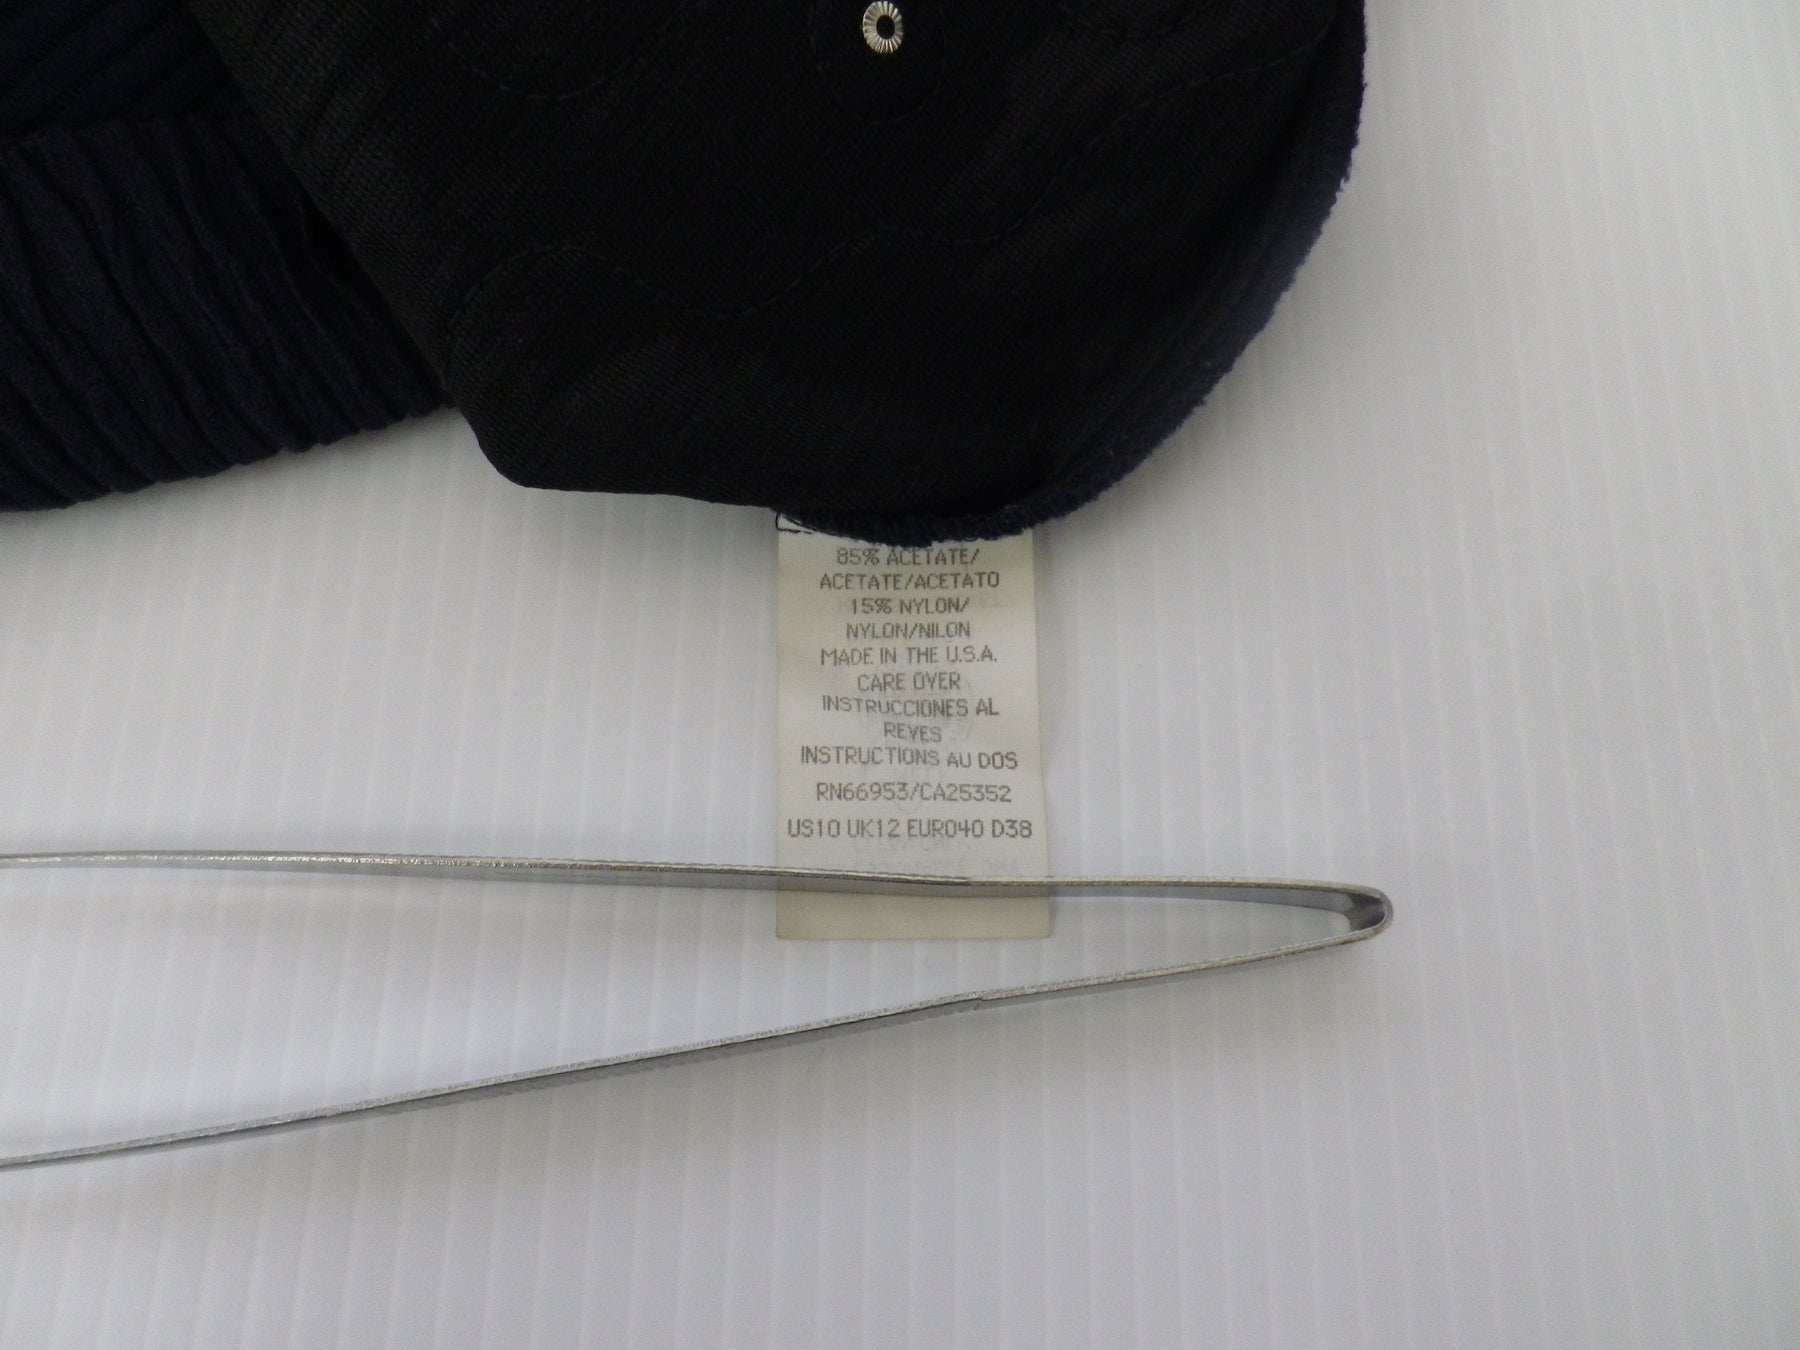 85% ACETATE/
ACETATE/ACETATO
15% NYLON/
NYLON/NILON
MADE IN THE U.S.A.
CARE OVER
INSTRUCCIONES AL
REVES
INSTRUCTIONS AU DOS
RN66953/CA25352
US10 UK12 EURO40 D38